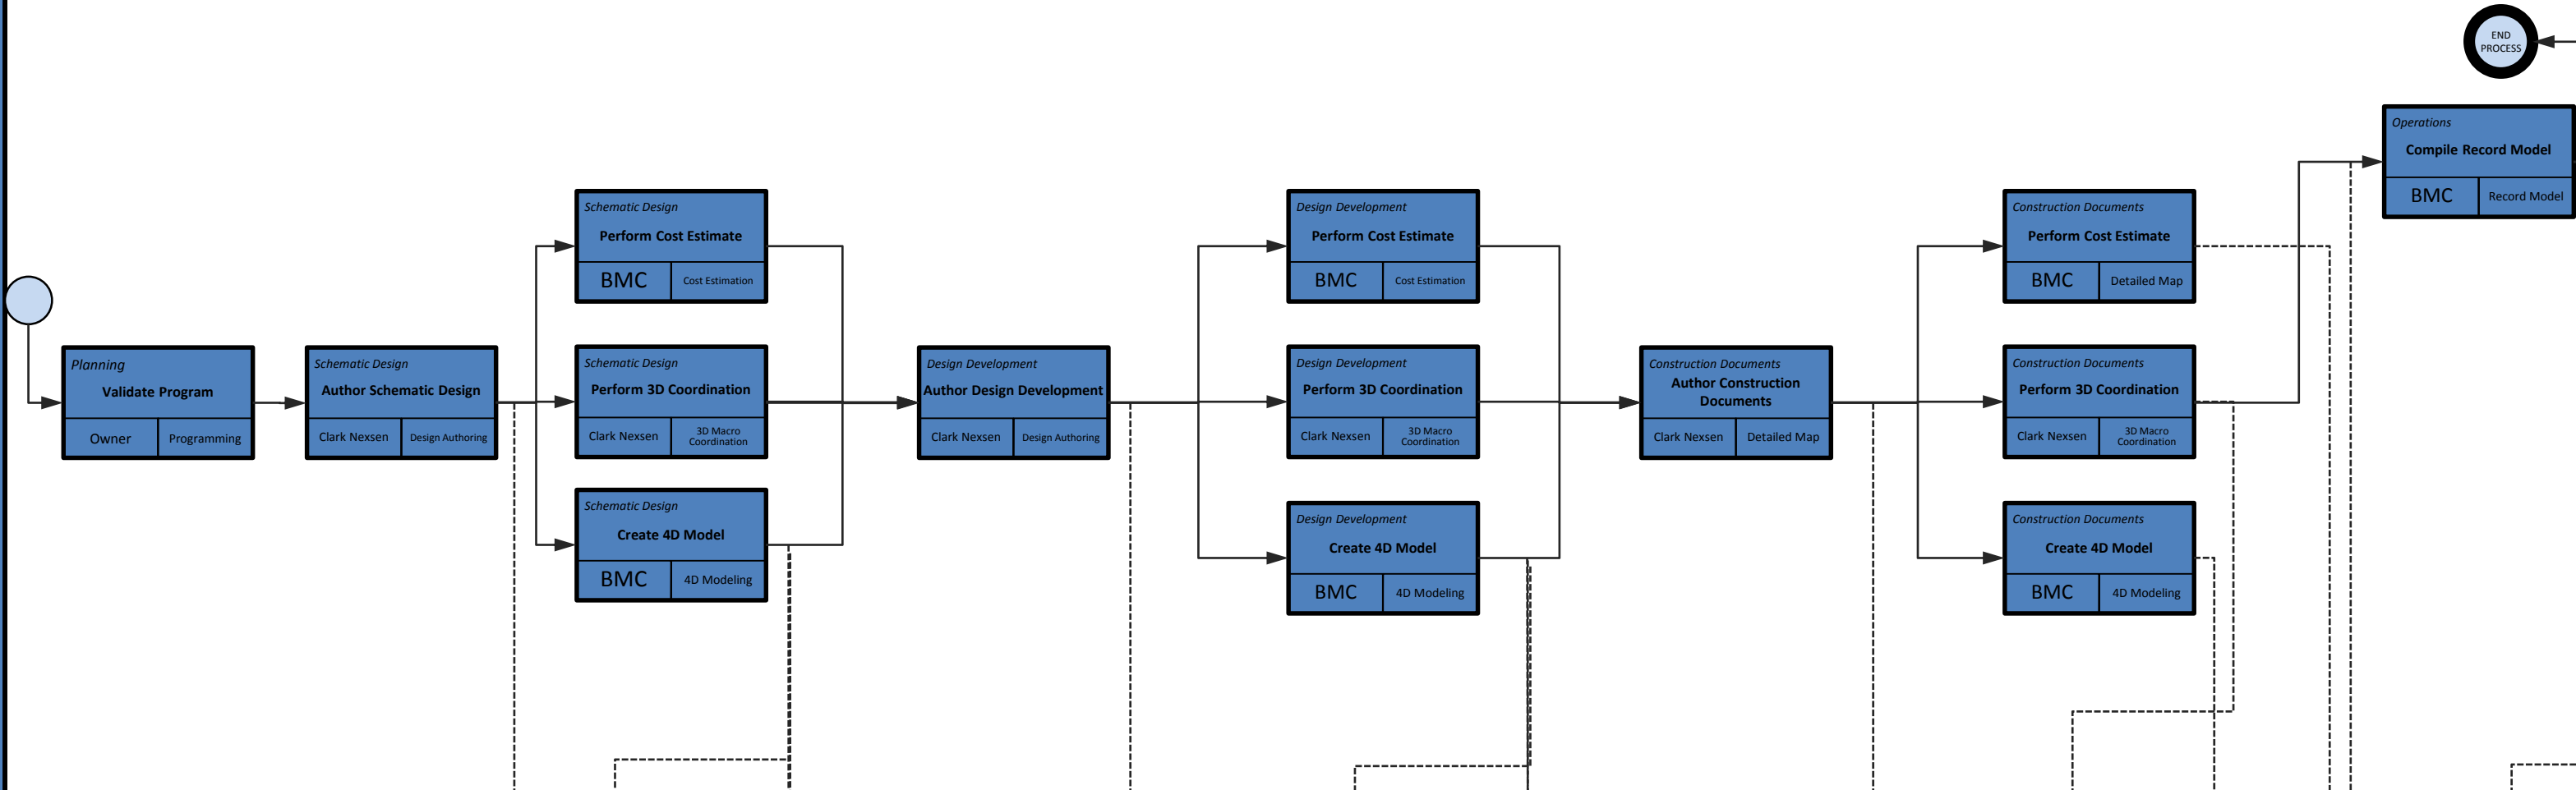 END
PROCESS
Operations
Compile Record Model
BMC
Record Model
Schematic Design
Perform Cost Estimate
BMC
Cost Estimation
Design Development
Perform Cost Estimate
BMC
Cost Estimation
Construction Documents
Perform Cost Estimate
BMC
Detailed Map
Planning
Validate Program
Owner
Programming
Schematic Design
Author Schematic Design
Clark Nexsen
Design Authoring
Schematic Design
Perform 3D Coordination
Clark Nexsen
3D Macro
Coordination
Design Development
Author Design Development
Clark Nexsen
Design Authoring
Design Development
Perform 3D Coordination
Clark Nexsen
3D Macro
Coordination
Construction Documents
Author Construction
Documents
Clark Nexsen
Detailed Map
Construction Documents
Perform 3D Coordination
Clark Nexsen
3D Macro
Coordination
Schematic Design
Create 4D Model
BMC
4D Modeling
Design Development
Create 4D Model
BMC
4D Modeling
Construction Documents
Create 4D Model
BMC
4D Modeling